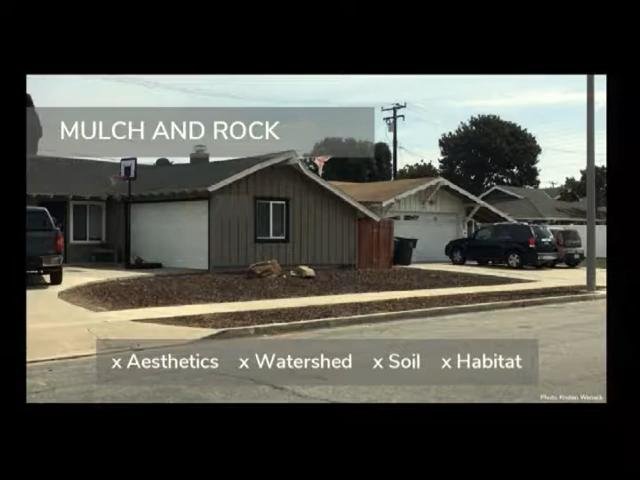 MULCH AND ROCK
x Aesthetics x Watershed x Soil x Habitat